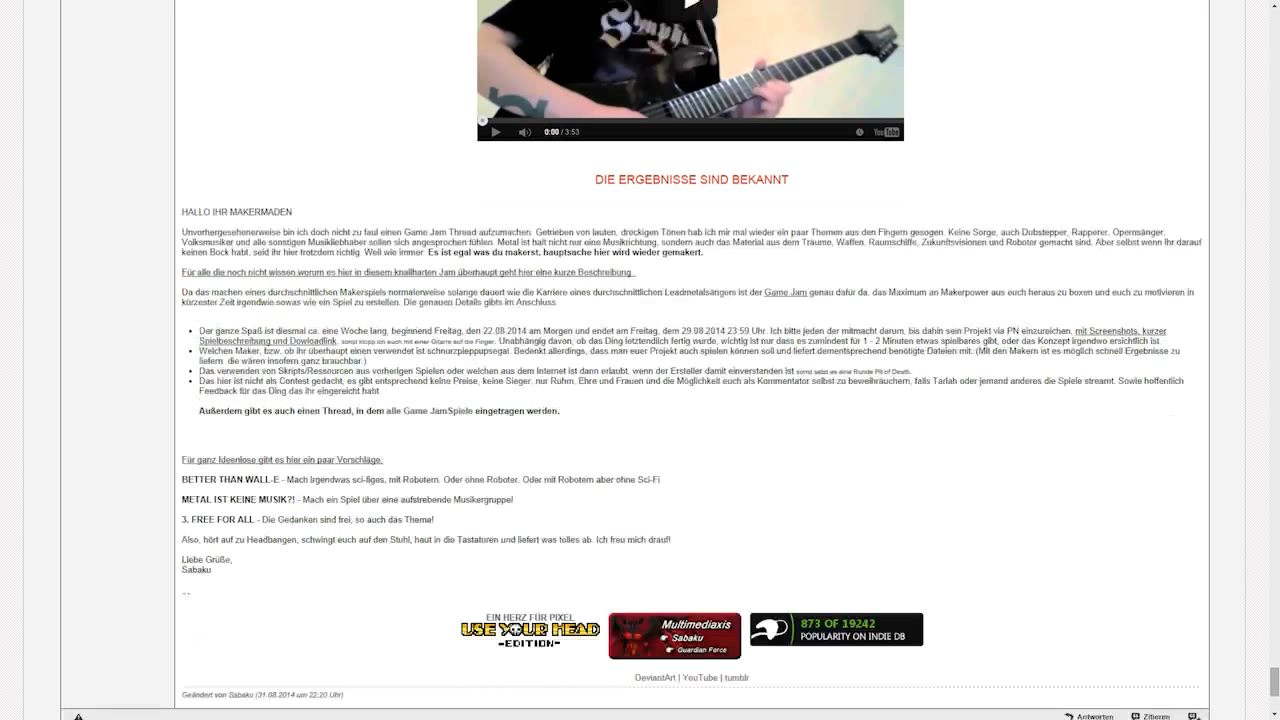 Symph
0:00 / 3:53
YouTube
DIE ERGEBNISSE SIND BEKANNT
HALLO IHR MAKERMADEN
Unvorhergesehenerweise bin ich doch nicht zu faul einen Game Jam Thread aufzumachen. Getrieben von lauten, dreckigen Tönen hab ich mir mal wieder ein paar Themen aus den Fingern gesogen. Keine Sorge, auch Dubstepper, Rapperer, Opernsänger,
Volksmusiker und alle sonstigen Musikliebhaber sollen sich angesprochen fühlen. Metal ist halt nicht nur eine Musikrichtung, sondern auch das Material aus dem Träume, Waffen, Raumschiffe, Zukunftsvisionen und Roboter gemacht sind. Aber selbst wenn ihr darauf
keinen Bock habt, seid ihr hier trotzdem richtig. Weil wie immer: Es ist egal was du makerst, hauptsache hier wird wieder gemakert.
Für alle die noch nicht wissen worum es hier in diesem knallharten Jam überhaupt geht hier eine kurze Beschreibung.
Da das machen eines durchschnittlichen Makerspiels normalerweise solange dauert wie die Karriere eines durchschnittlichen Leadmetalsängers ist der Game Jam genau dafür da, das Maximum an Makerpower aus euch heraus zu boxen und euch zu motivieren in
kürzester Zeit irgendwie sowas wie ein Spiel zu erstellen. Die genauen Details gibts im Anschluss.
• Der ganze Spaß ist diesmal ca. eine Woche lang, beginnend Freitag, den 22.08.2014 am Morgen und endet am Freitag, dem 29.08.2014 23:59 Uhr. Ich bitte jeden der mitmacht darum, bis dahin sein Projekt via PN einzureichen, mit Screenshots, kurzer
Spielbeschreibung und Dowloadlink, sonst klopp ich euch mit einer Gitarre auf die Finger. Unabhängig davon, ob das Ding letztendlich fertig wurde, wichtig ist nur dass es zumindest für 1 - 2 Minuten etwas spielbares gibt, oder das Konzept irgendwo ersichtlich ist.
• Welchen Maker, bzw. ob ihr überhaupt einen verwendet ist schnurzpieppupsegal. Bedenkt allerdings, dass man euer Projekt auch spielen können soll und liefert dementsprechend benötigte Dateien mit. (Mit den Makern ist es möglich schnell Ergebnisse zu
liefern, die wären insofern ganz brauchbar.)
• Das verwenden von Skripts/Ressourcen aus vorherigen Spielen oder welchen aus dem Internet ist dann erlaubt, wenn der Ersteller damit einverstanden ist sonst setzt es eine Runde Pit of Death.
• Das hier ist nicht als Contest gedacht, es gibt entsprechend keine Preise, keine Sieger, nur Ruhm, Ehre und Frauen und die Möglichkeit euch als Kommentator selbst zu beweihräuchern, falls Tarlah oder jemand anderes die Spiele streamt. Sowie hoffentlich
Feedback für das Ding das ihr eingereicht habt.
Außerdem gibt es auch einen Thread, in dem alle Game JamSpiele eingetragen werden.
Für ganz Ideenlose gibt es hier ein paar Vorschläge.
BETTER THAN WALL-E - Mach irgendwas sci-figes, mit Robotern. Oder ohne Roboter. Oder mit Robotern aber ohne Sci-Fi
METAL IST KEINE MUSIK?! - Mach ein Spiel über eine aufstrebende Musikergruppe!
3. FREE FOR ALL - Die Gedanken sind frei, so auch das Thema!
Also, hört auf zu Headbangen, schwingt euch auf den Stuhl, haut in die Tastaturen und liefert was tolles ab. Ich freu mich drauf!
Liebe Grüße,
Sabaku
--
EIN HERZ FÜR PIXEL
USE YOUR HEAD
-EDITION-
Multimediaxis
Sabaku
Guardian Force
873 OF 19242
POPULARITY ON INDIE DB
DeviantArt | YouTube | tumblr
Geändert von Sabaku (31.08.2014 um 22:20 Uhr)
Antworten
Zitieren